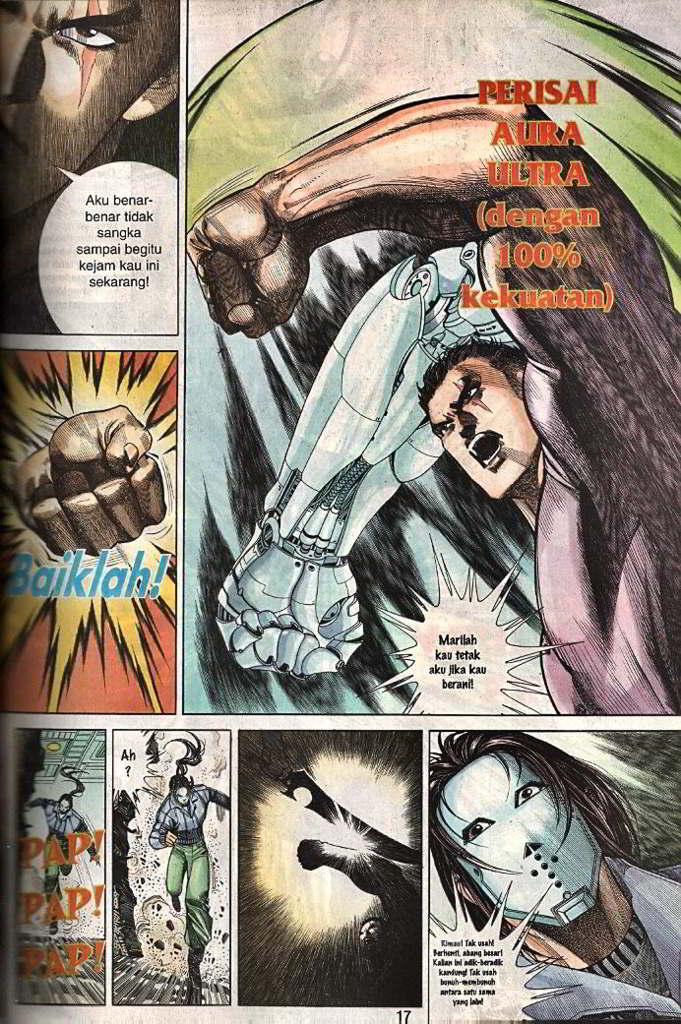 Aku benar-
benar tidak
sangka
sampai begitu
kejam kau ini
sekarang!
PERISAI
AURA
ULTRA
(dengan
100%
kekuatan)
Baiklah!
Marilah
kau tetak
aku jika kau
berani!
PAP!
PAP!
PAP!
Ah
?
Tak usah!
Berhenti, abang besar!
Kalian ini adik-beradik
kandung! Tak usah
bunuh-membunuh
antara satu sama
yang lain!
17